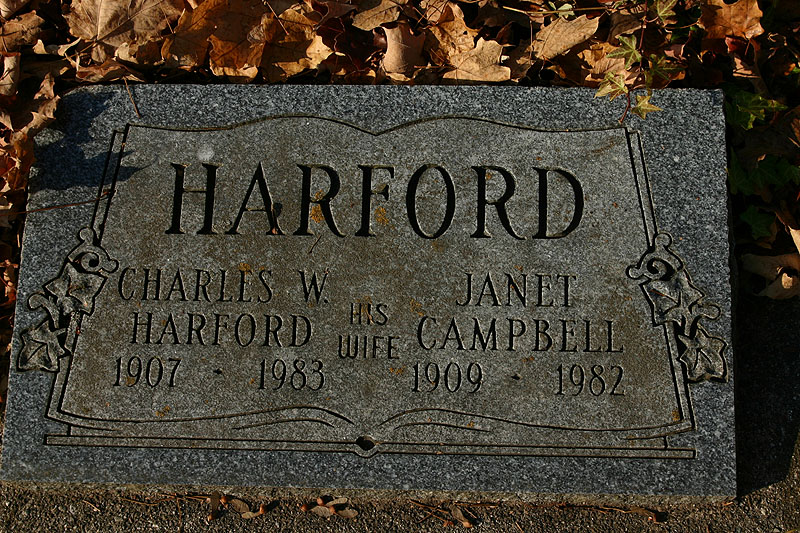 HARFORD
CHARLES W.
HARFORD
1907 · 1983
HIS
WIFE
JANET
CAMPBELL
1909 · 1982